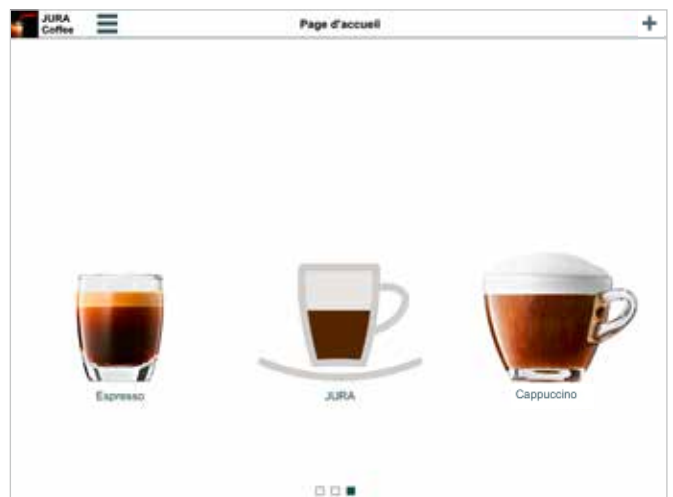 JURA
Coffee
Page d'accueil
Espresso
JURA
Cappuccino